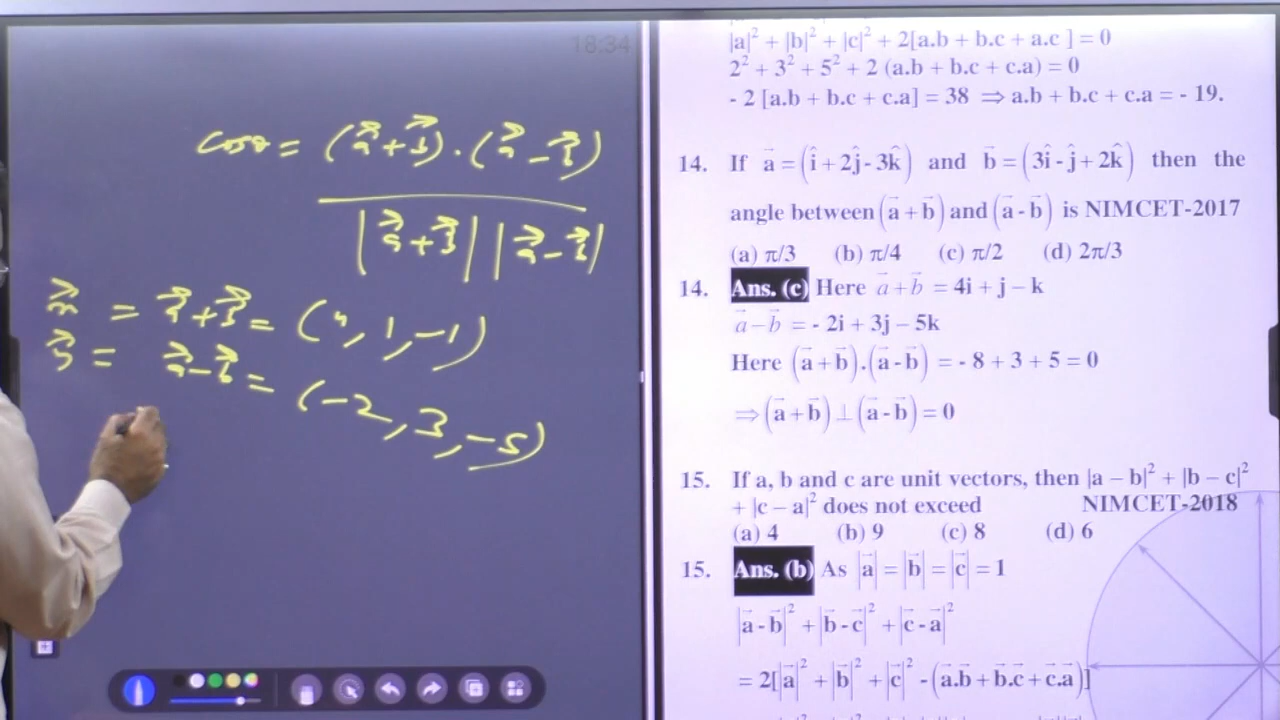 18:34
cosθ = (a⃗+b⃗).(a⃗-b⃗)
|a⃗+b⃗| |a⃗-b⃗|
= a⃗+b⃗ = (4, 1, -1)
= a⃗-b⃗ = (-2, 3, -5)
|a|² + |b|² + |c|² + 2[a.b + b.c + a.c ] = 0
2² + 3² + 5² + 2 (a.b + b.c + c.a) = 0
- 2 [a.b + b.c + c.a] = 38 ⇒ a.b + b.c + c.a = - 19.
14. If a⃗ = (î + 2ĵ - 3k̂) and b⃗ = (3î - ĵ + 2k̂) then the
angle between (a⃗ + b⃗) and (a⃗ - b⃗) is NIMCET-2017
(a) π/3 (b) π/4 (c) π/2 (d) 2π/3
14. Ans. (c) Here a⃗ + b⃗ = 4i + j – k
a⃗ – b⃗ = - 2i + 3j – 5k
Here (a⃗ + b⃗).(a⃗ - b⃗) = - 8 + 3 + 5 = 0
⇒ (a⃗ + b⃗) ⊥ (a⃗ - b⃗) = 0
15. If a, b and c are unit vectors, then |a – b|² + |b – c|²
+ |c – a|² does not exceed NIMCET-2018
(a) 4 (b) 9 (c) 8 (d) 6
15. Ans. (b) As |a⃗| = |b⃗| = |c⃗| = 1
|a⃗ - b⃗|² + |b⃗ - c⃗|² + |c⃗ - a⃗|²
= 2[|a⃗|² + |b⃗|² + |c⃗|² - (a⃗.b⃗ + b⃗.c⃗ + c⃗.a⃗)]